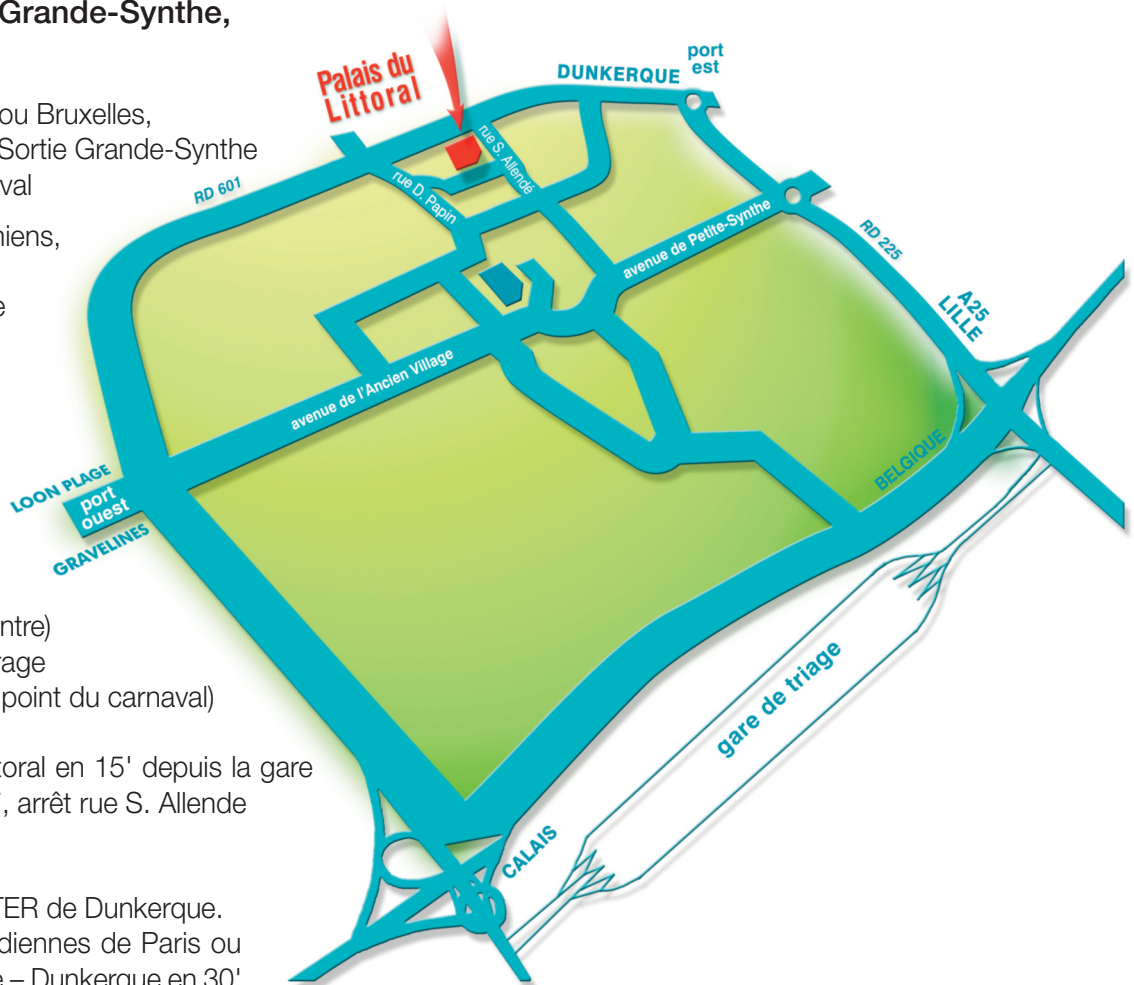 Grande-Synthe,
ou Bruxelles,
Sortie Grande-Synthe
val
niens,
e
ntre)
rage
point du carnaval)
toral en 15' depuis la gare
, arrêt rue S. Allende
TER de Dunkerque.
diennes de Paris ou
e – Dunkerque en 30'
Palais du
Littoral
DUNKERQUE
port
est
RD 601
rue S. Allendé
rue D. Papin
avenue de Petite-Synthe
RD 225
A25
LILLE
avenue de l'Ancien Village
LOON PLAGE
port
ouest
GRAVELINES
BELGIQUE
gare de triage
CALAIS